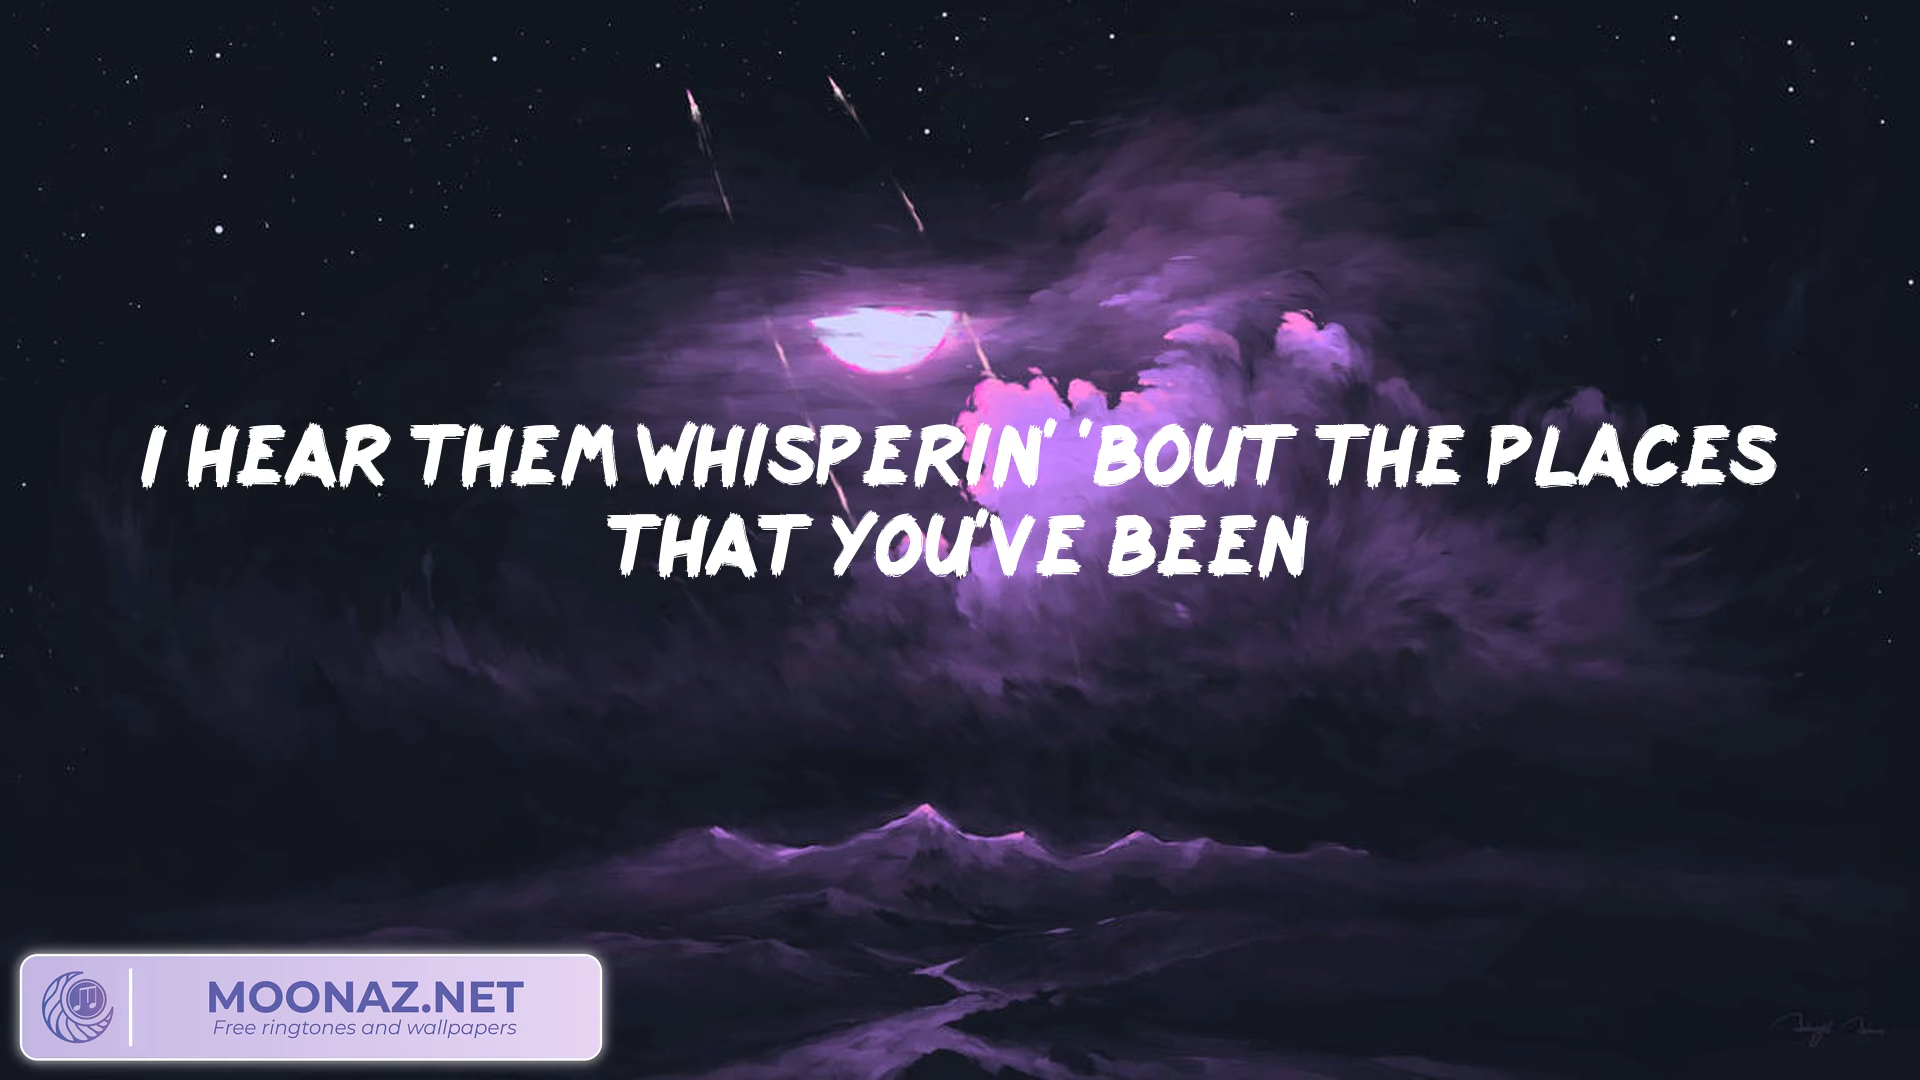 I HEAR THEM WHISPERIN' 'BOUT THE PLACES
THAT YOU'VE BEEN
MOONAZ.NET
Free ringtones and wallpapers